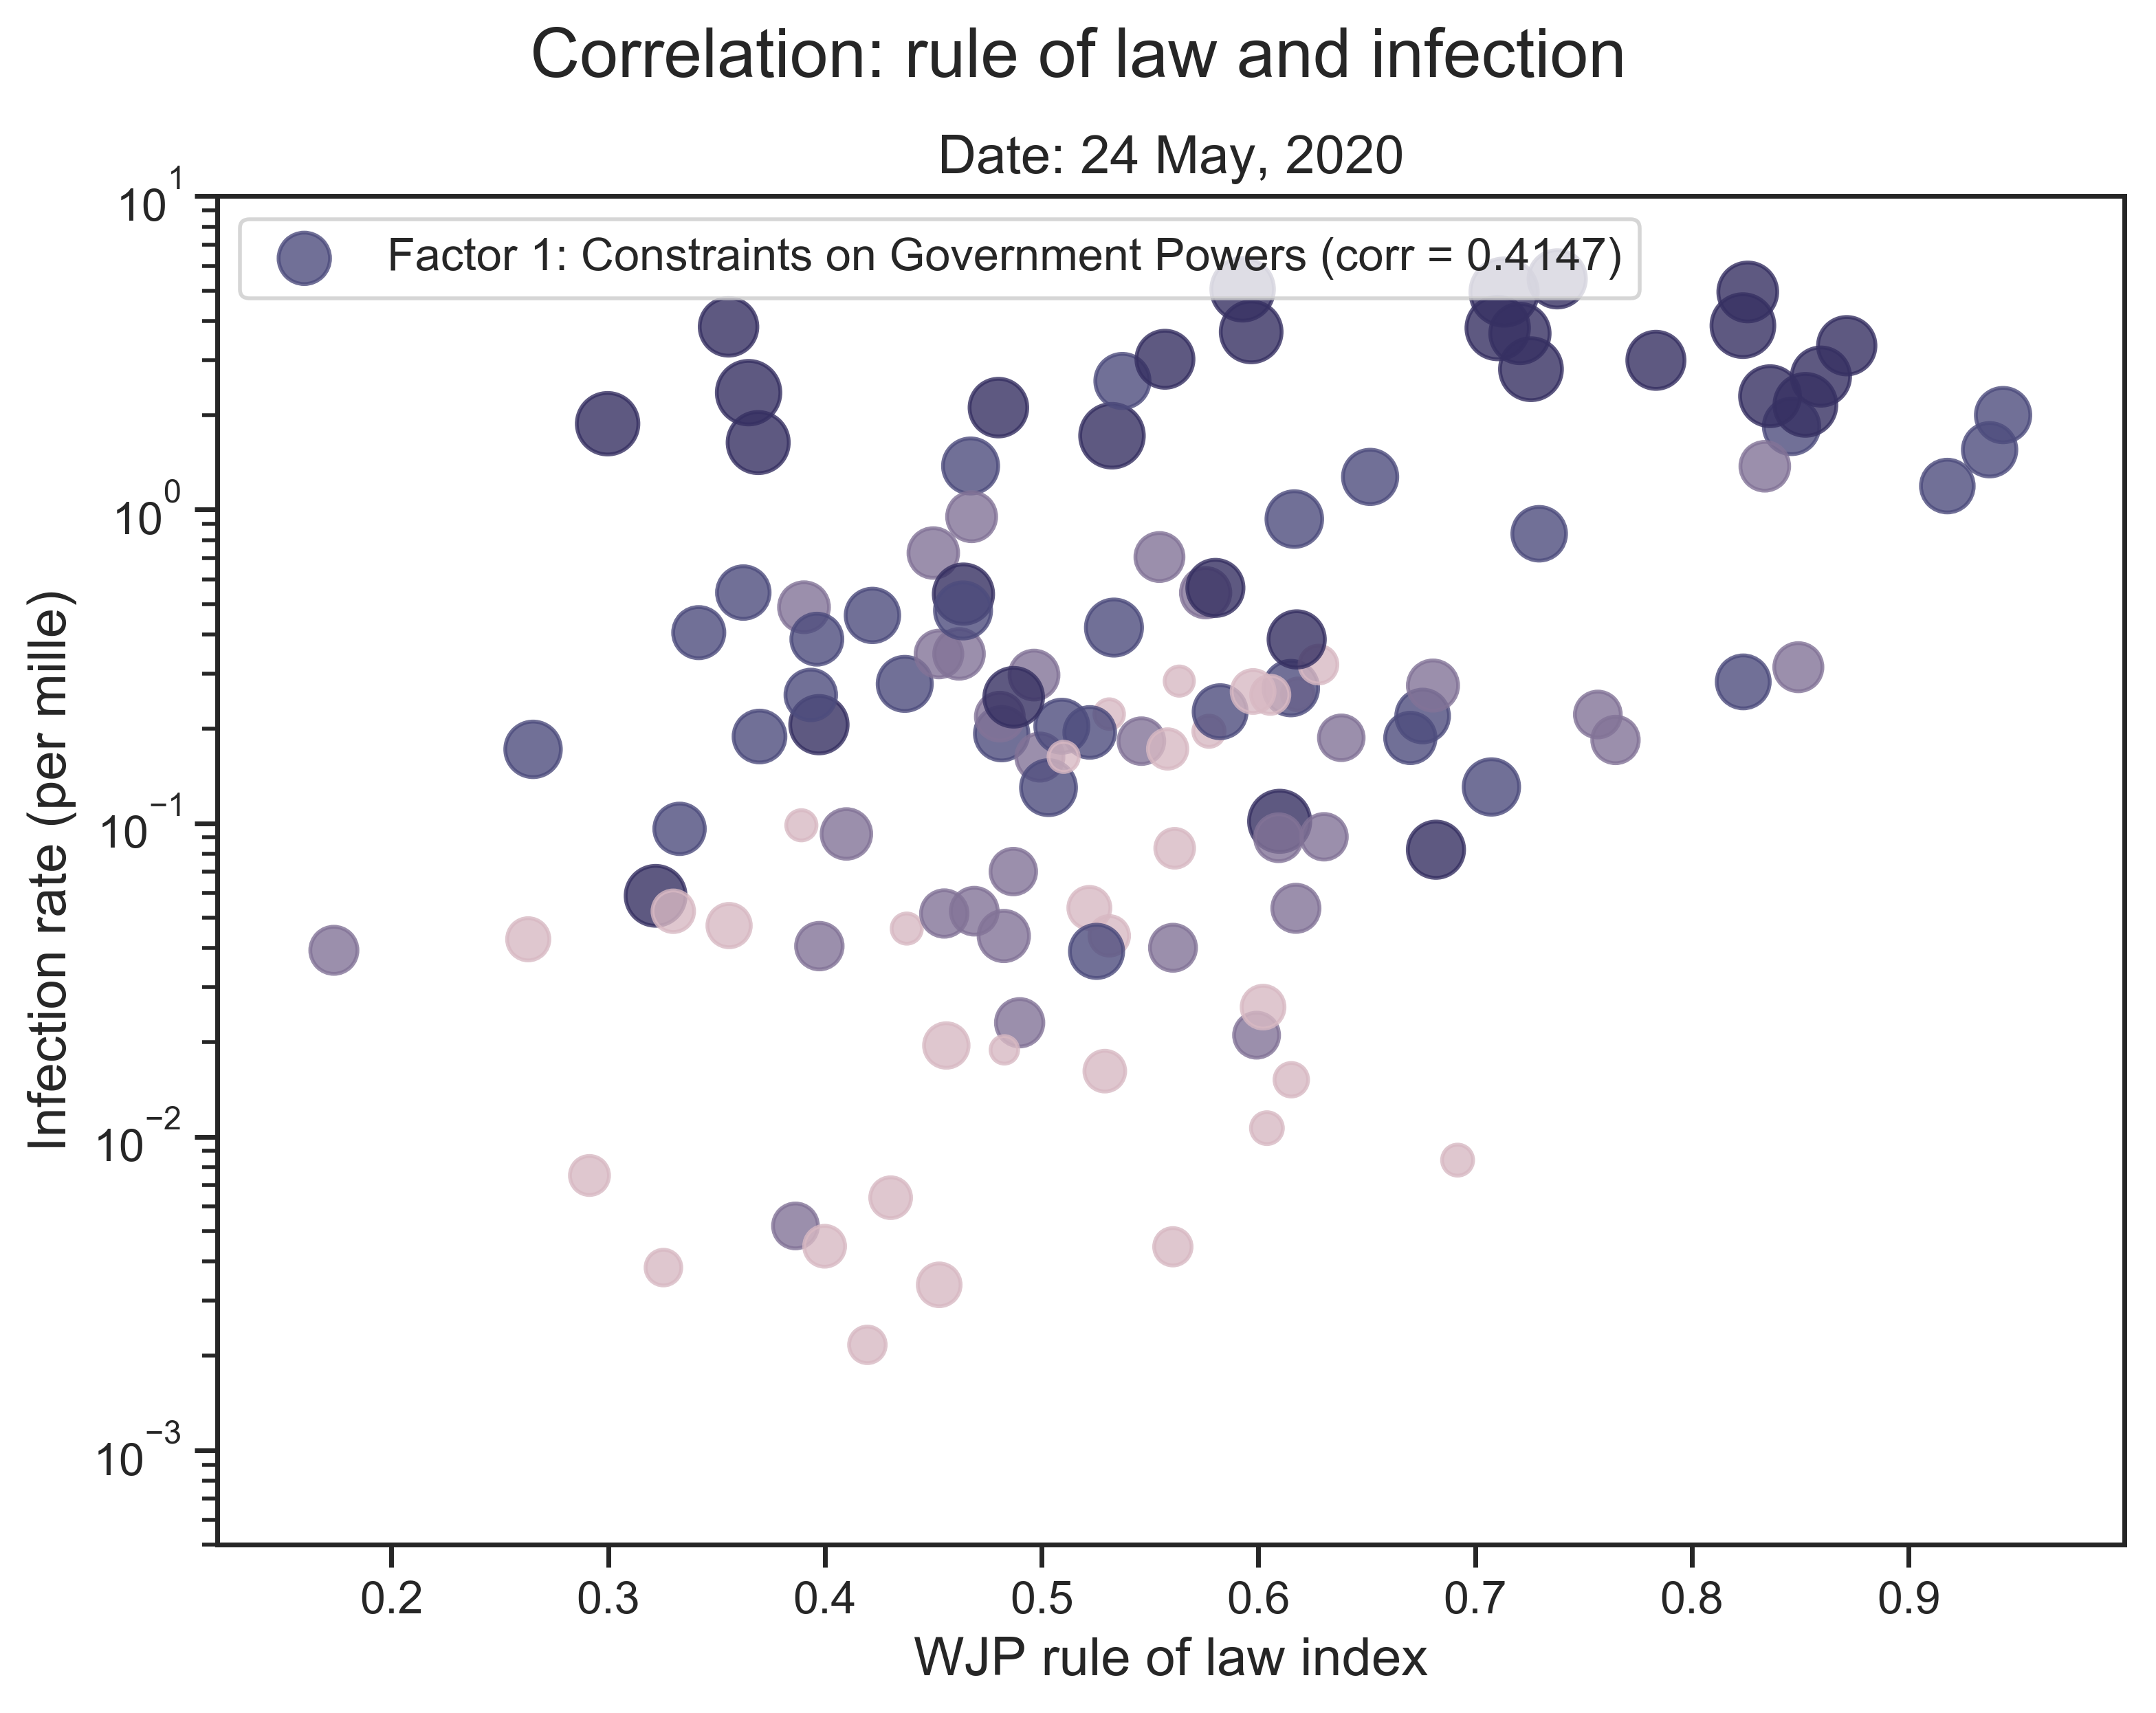 Correlation: rule of law and infection
Date: 24 May, 2020
Factor 1: Constraints on Government Powers (corr = 0.4147)
Infection rate (per mille)
10^1
10^0
10^−1
10^−2
10^−3
0.2 0.3 0.4 0.5 0.6 0.7 0.8 0.9
WJP rule of law index